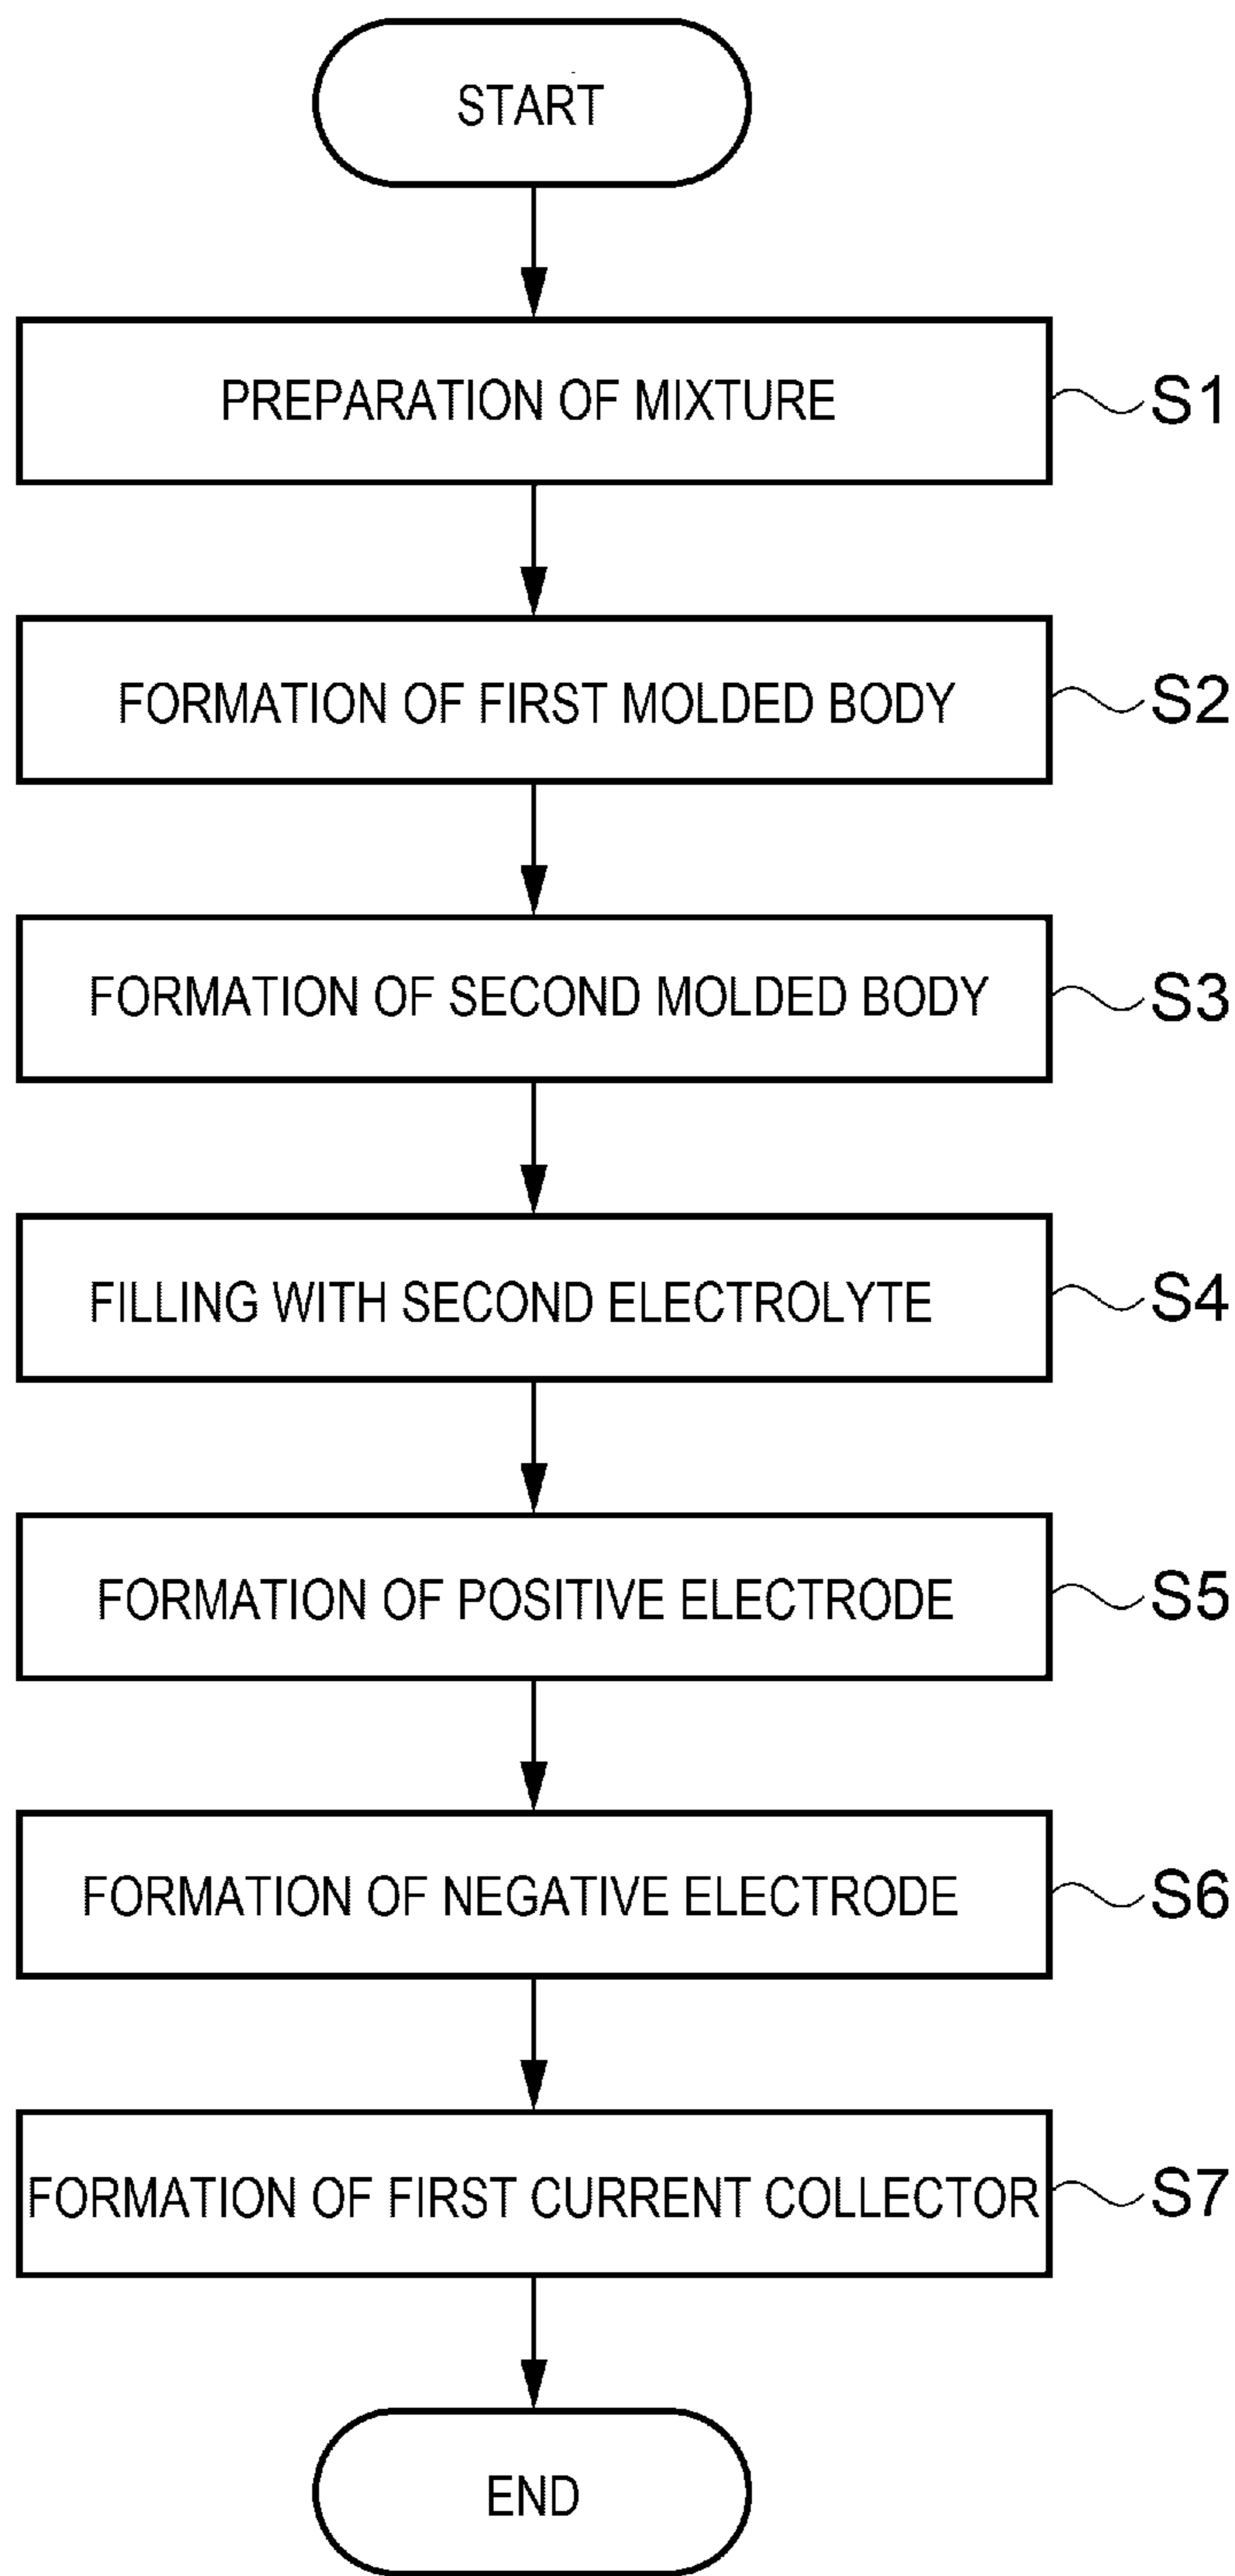 START
PREPARATION OF MIXTURE S1
FORMATION OF FIRST MOLDED BODY S2
FORMATION OF SECOND MOLDED BODY S3
FILLING WITH SECOND ELECTROLYTE S4
FORMATION OF POSITIVE ELECTRODE S5
FORMATION OF NEGATIVE ELECTRODE S6
FORMATION OF FIRST CURRENT COLLECTOR S7
END